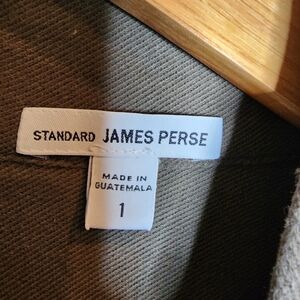 STANDARD JAMES PERSE
MADE IN
GUATEMALA
1